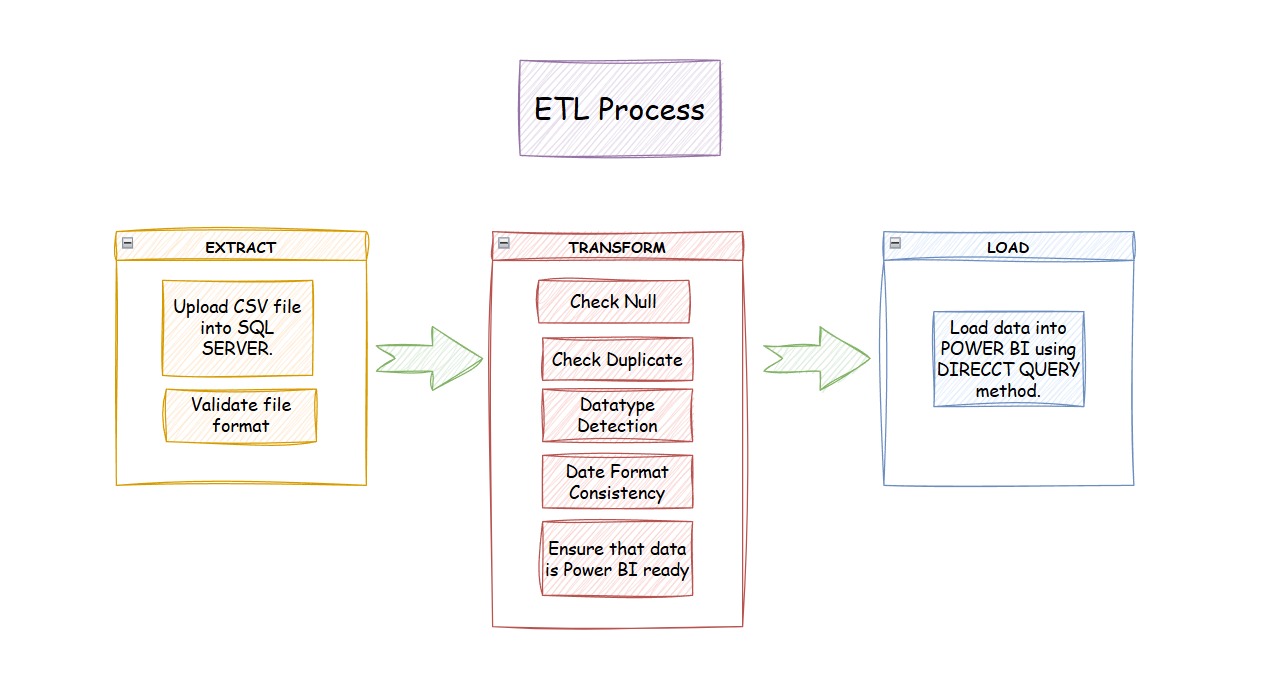 ETL Process
EXTRACT
Upload CSV file
into SQL
SERVER.
Validate file
format
TRANSFORM
Check Null
Check Duplicate
Datatype
Detection
Date Format
Consistency
Ensure that data
is Power BI ready
LOAD
Load data into
POWER BI using
DIRECCT QUERY
method.